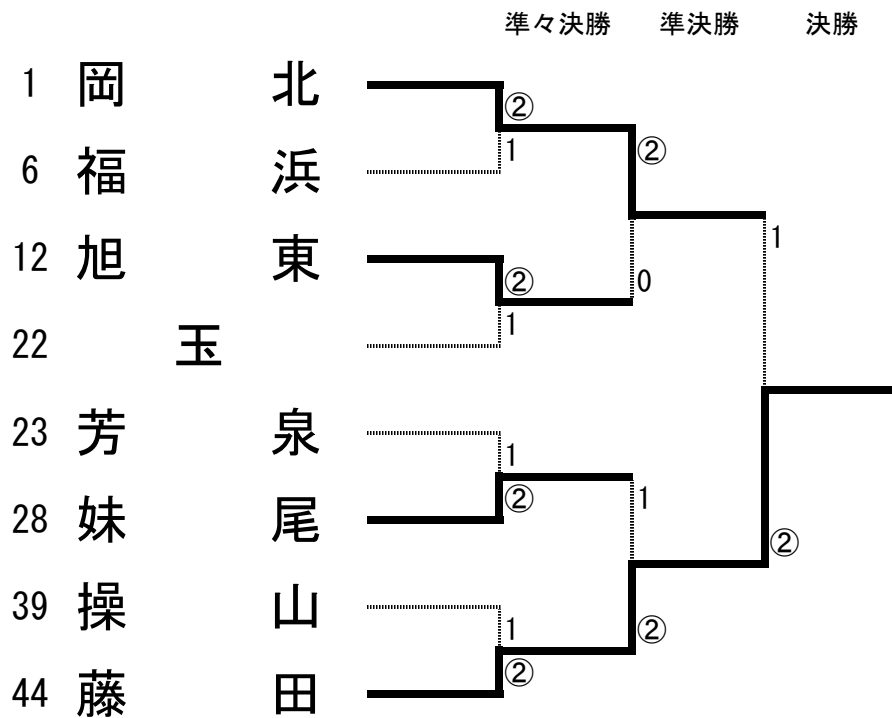 準々決勝 準決勝 決勝
1 岡 北
②
1
②
6 福 浜
12 旭 東
1
②
0
1
22 玉
23 芳 泉
1
1
②
28 妹 尾
②
39 操 山
1
②
②
44 藤 田